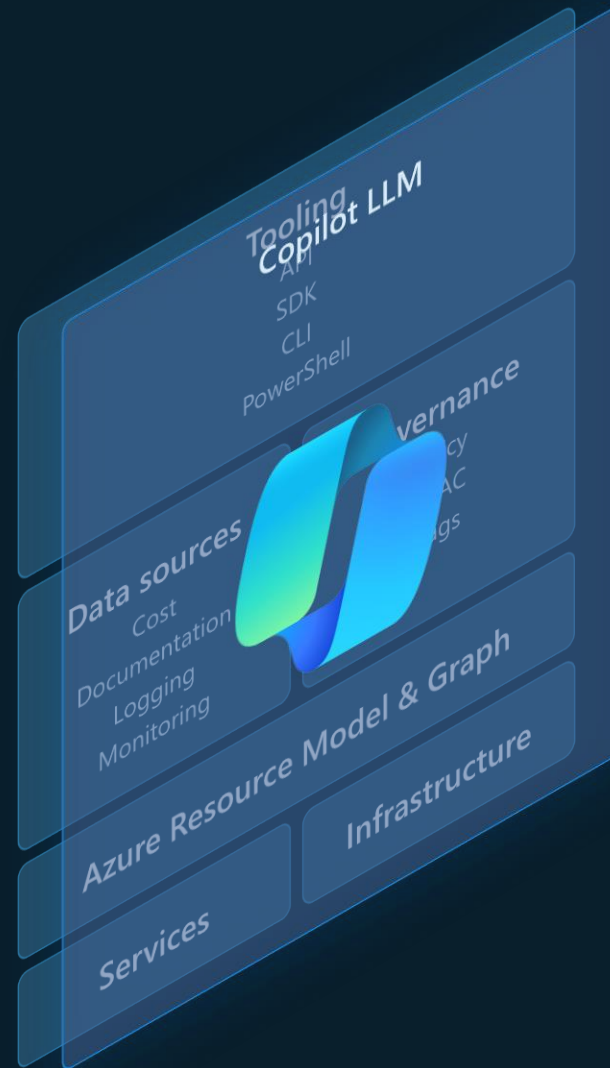 Copilot LLM
Tooling
API
SDK
CLI
PowerShell
Data sources
Cost
Documentation
Logging
Monitoring
Azure Resource Model & Graph
Services
Infrastructure